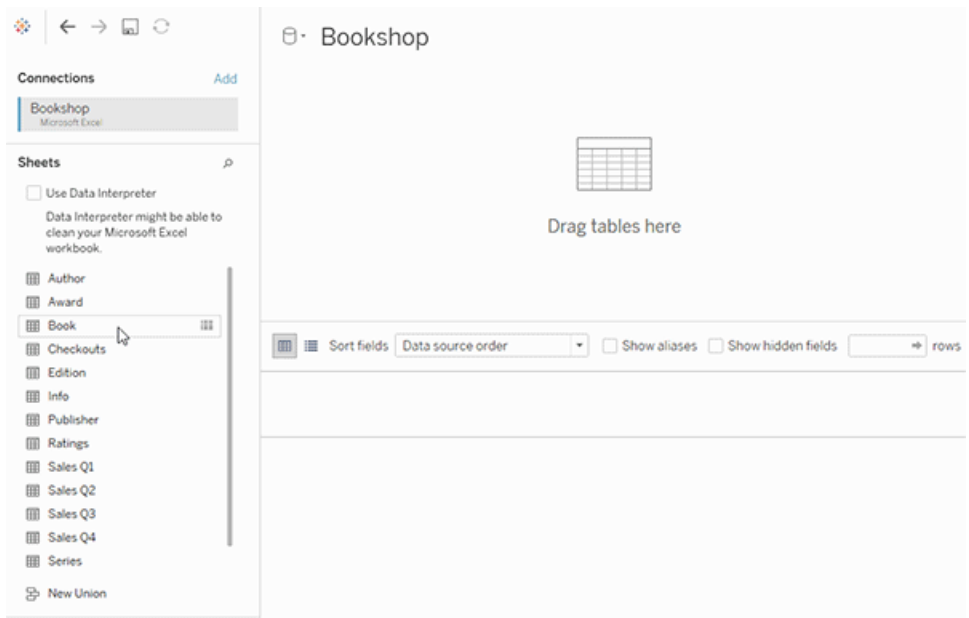 Bookshop
Connections
Add
Bookshop
Microsoft Excel
Sheets
Use Data Interpreter
Data Interpreter might be able to
clean your Microsoft Excel
workbook.
Author
Award
Book
Checkouts
Edition
Info
Publisher
Ratings
Sales Q1
Sales Q2
Sales Q3
Sales Q4
Series
New Union
Drag tables here
Sort fields
Data source order
Show aliases
Show hidden fields
rows